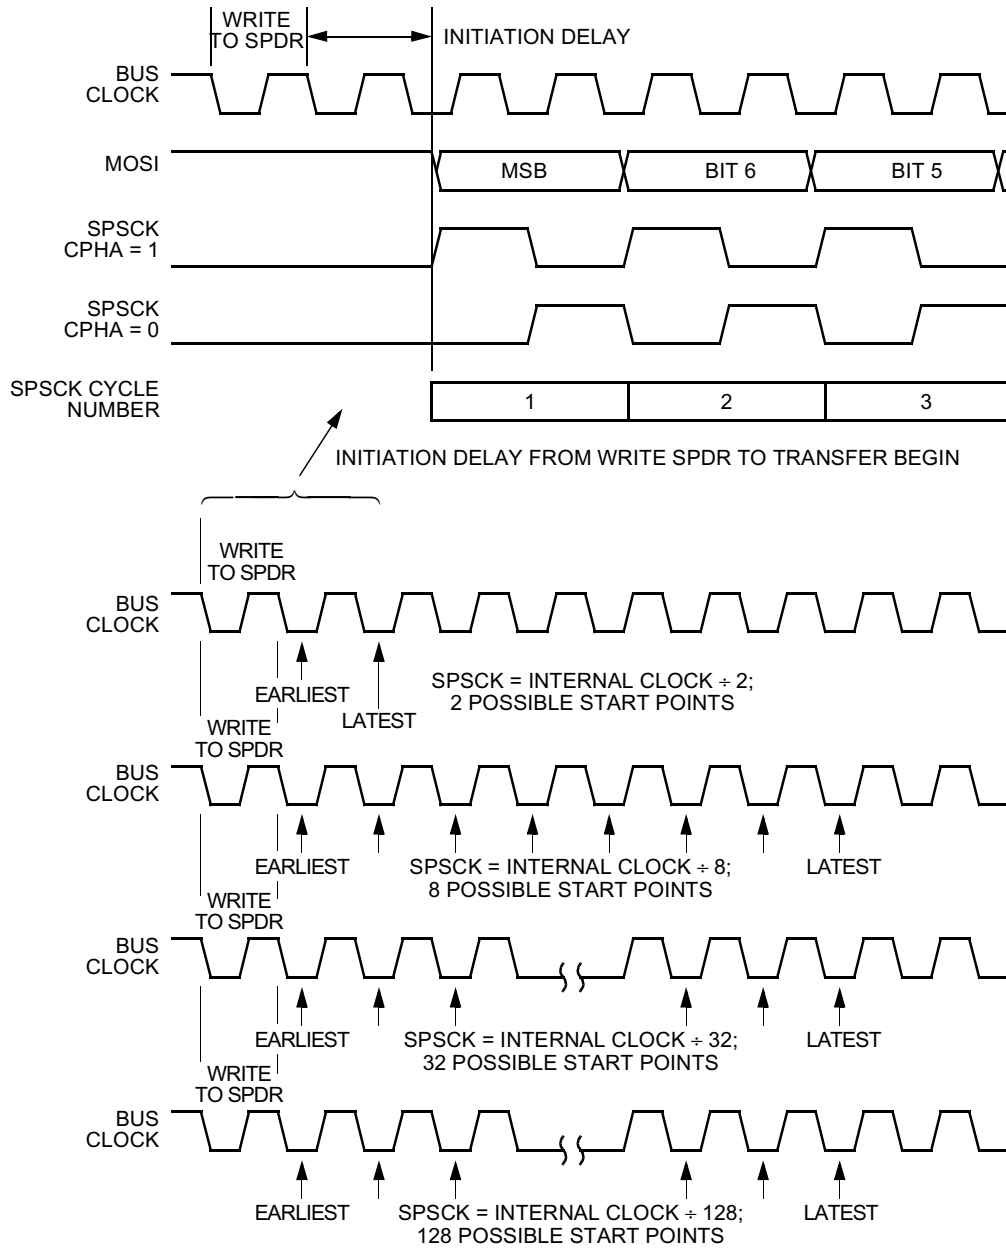 WRITE
TO SPDR
INITIATION DELAY
BUS
CLOCK
MOSI
MSB
BIT 6
BIT 5
SPSCK
CPHA = 1
SPSCK
CPHA = 0
SPSCK CYCLE
NUMBER
1
2
3
INITIATION DELAY FROM WRITE SPDR TO TRANSFER BEGIN
WRITE
TO SPDR
BUS
CLOCK
EARLIEST
LATEST
SPSCK = INTERNAL CLOCK ÷ 2;
2 POSSIBLE START POINTS
WRITE
TO SPDR
BUS
CLOCK
EARLIEST
SPSCK = INTERNAL CLOCK ÷ 8;
8 POSSIBLE START POINTS
LATEST
WRITE
TO SPDR
BUS
CLOCK
EARLIEST
SPSCK = INTERNAL CLOCK ÷ 32;
32 POSSIBLE START POINTS
LATEST
WRITE
TO SPDR
BUS
CLOCK
EARLIEST
SPSCK = INTERNAL CLOCK ÷ 128;
128 POSSIBLE START POINTS
LATEST